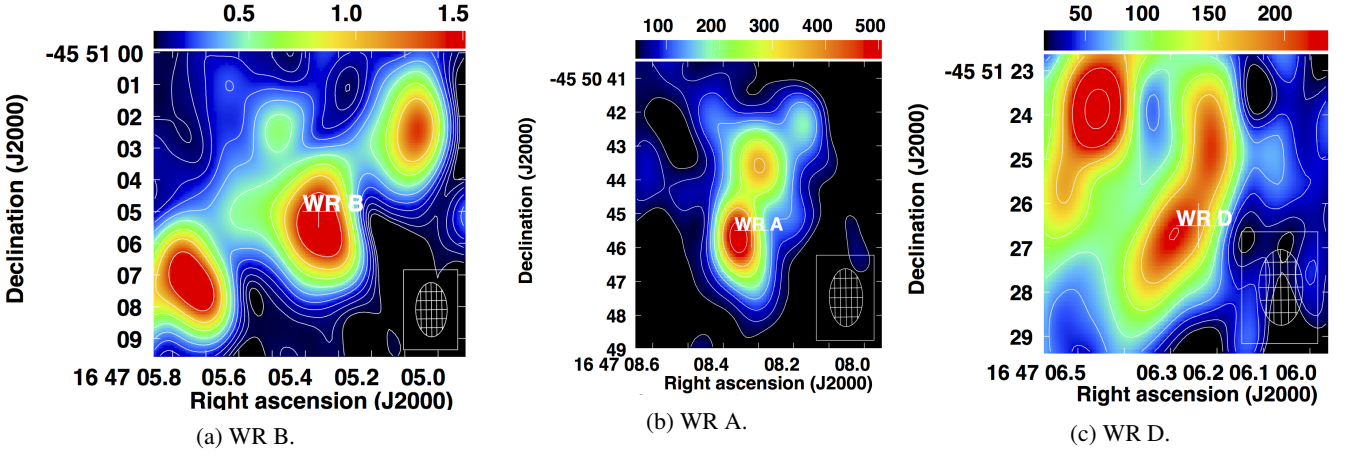 0.5 1.0 1.5
-45 51 00
01
02
03
04
05
06
07
08
09
Declination (J2000)
WR B
16 47 05.8 05.6 05.4 05.2 05.0
Right ascension (J2000)
(a) WR B.
100 200 300 400 500
-45 50 41
42
43
44
45
46
47
48
49
Declination (J2000)
WR A
16 47 08.6 08.4 08.2 08.0
Right ascension (J2000)
(b) WR A.
50 100 150 200
-45 51 23
24
25
26
27
28
29
Declination (J2000)
WR D
16 47 06.5 06.3 06.2 06.1 06.0
Right ascension (J2000)
(c) WR D.